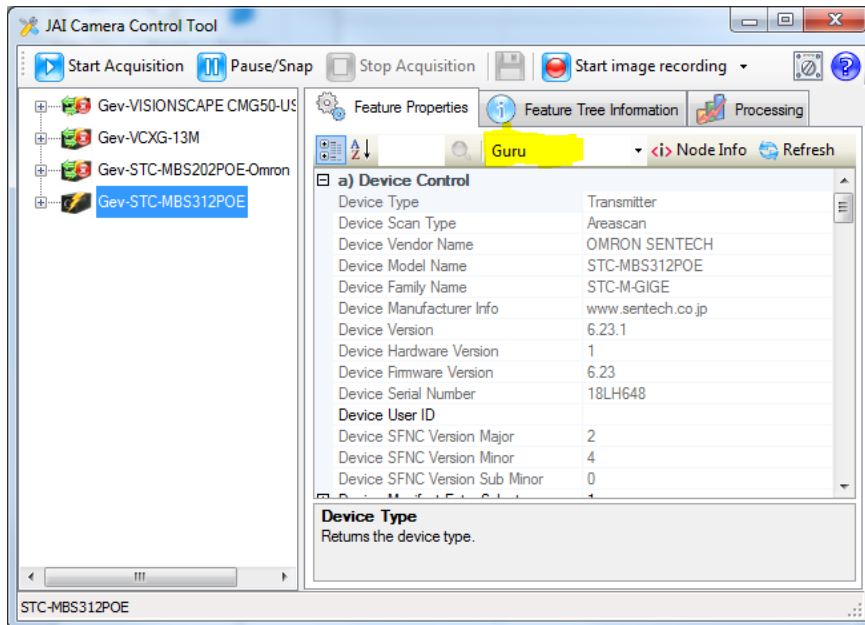 JAI Camera Control Tool
Start Acquisition Pause/Snap Stop Acquisition Start image recording
Gev-VISIONSCAPE CMG50-US
Gev-VCXG-13M
Gev-STC-MBS202POE-Omron
Gev-STC-MBS312POE
Feature Properties Feature Tree Information Processing
Guru <i> Node Info Refresh
a) Device Control
Device Type Transmitter
Device Scan Type Areascan
Device Vendor Name OMRON SENTECH
Device Model Name STC-MBS312POE
Device Family Name STC-M-GIGE
Device Manufacturer Info www.sentech.co.jp
Device Version 6.23.1
Device Hardware Version 1
Device Firmware Version 6.23
Device Serial Number 18LH648
Device User ID
Device SFNC Version Major 2
Device SFNC Version Minor 4
Device SFNC Version Sub Minor 0
Device Type
Returns the device type.
STC-MBS312POE